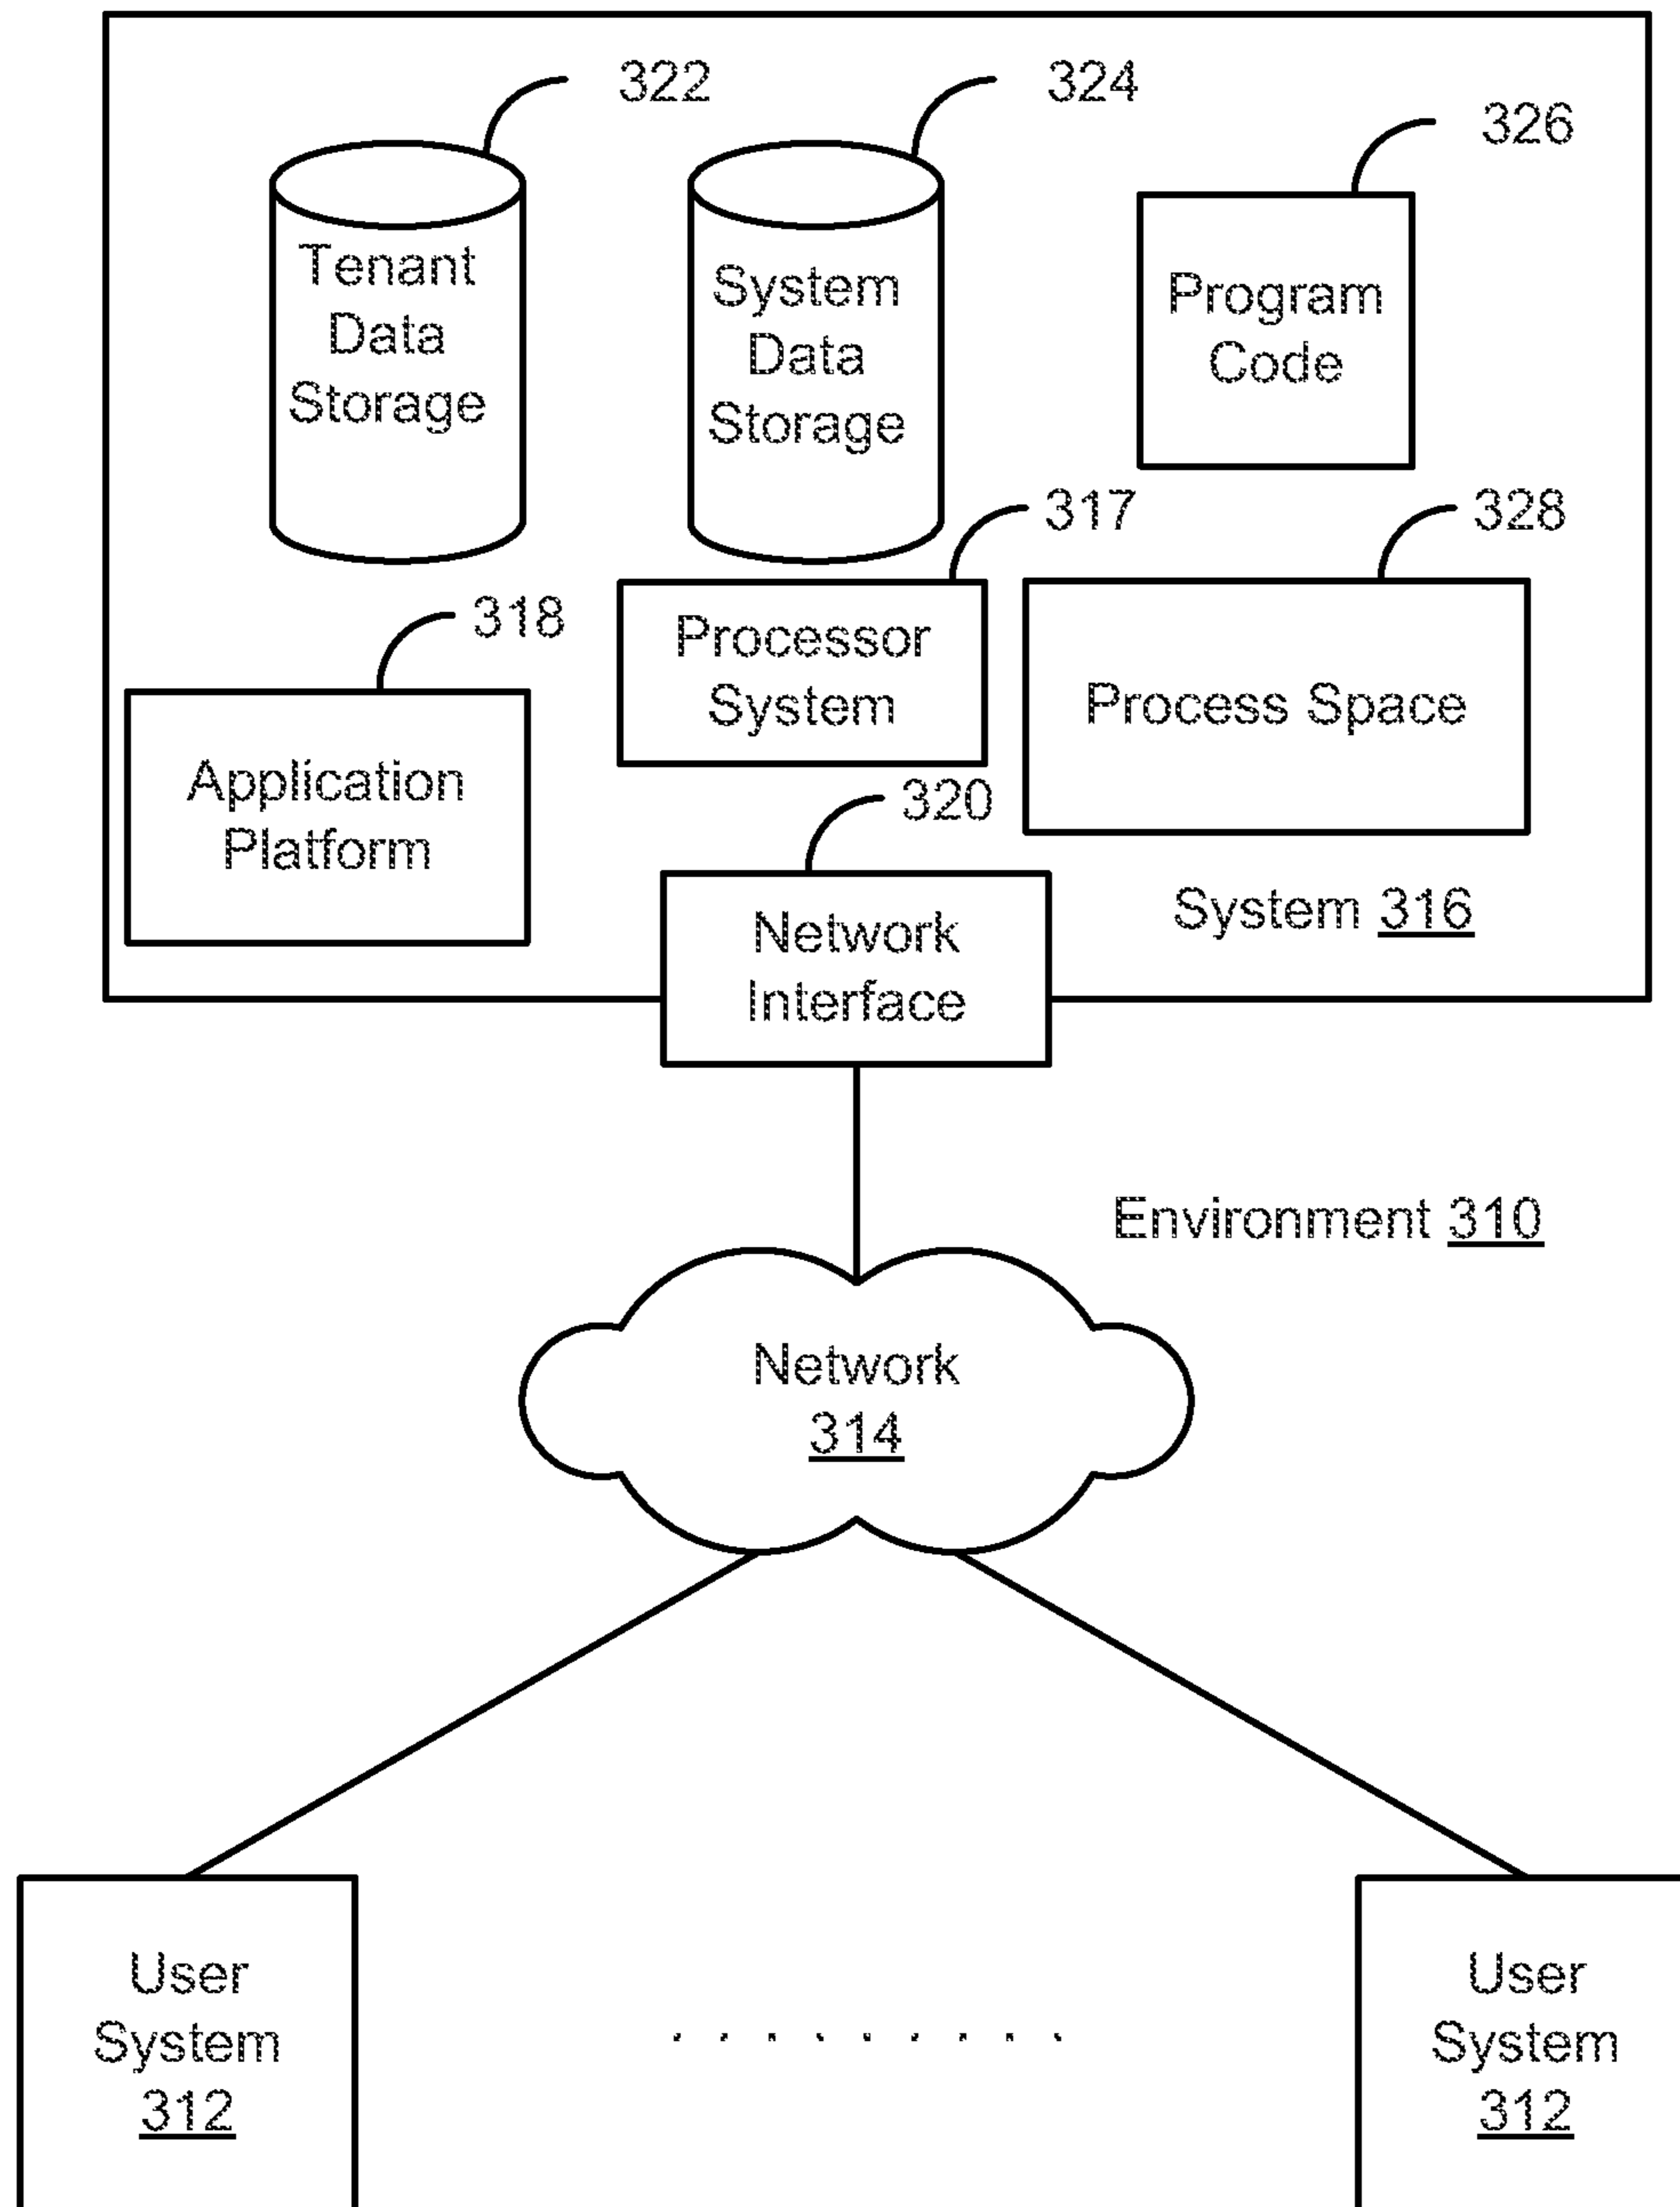 322
324
326
Tenant
Data
Storage
System
Data
Storage
Program
Code
317
328
318
Processor
System
Process Space
Application
Platform
320
System 316
Network
Interface
Environment 310
Network
314
User
System
312
.........
User
System
312